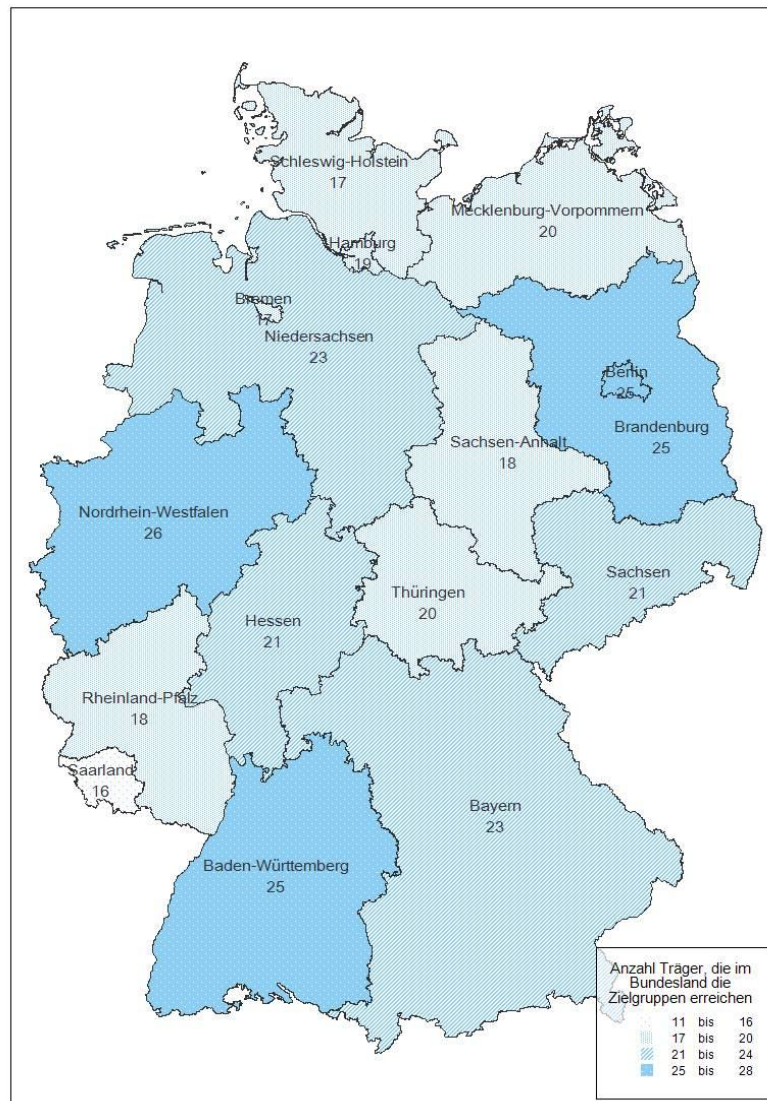 Schleswig-Holstein
17
Mecklenburg-Vorpommern
20
Hamburg
19
Bremen
17
Niedersachsen
23
Berlin
25
Brandenburg
25
Sachsen-Anhalt
18
Nordrhein-Westfalen
26
Sachsen
21
Thüringen
20
Hessen
21
Rheinland-Pfalz
18
Saarland
16
Bayern
23
Baden-Württemberg
25
Anzahl Träger, die im
Bundesland die
Zielgruppen erreichen
11 bis 16
17 bis 20
21 bis 24
25 bis 28